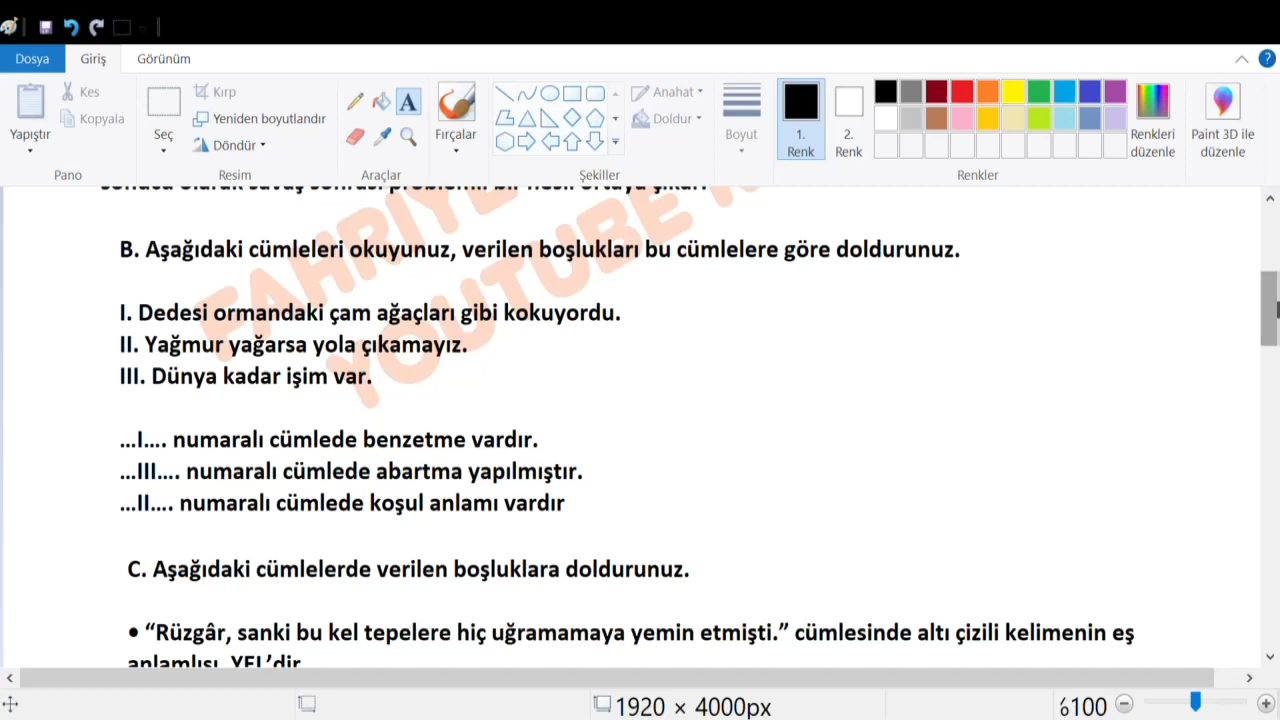 Dosya Giriş Görünüm
Yapıştır Kes Kopyala
Seç Kırp Yeniden boyutlandır Döndür
A
Fırçalar
Anahat Doldur
Boyut
1. Renk
2. Renk
Renkleri düzenle
Paint 3D ile düzenle
Pano Resim Araçlar Şekiller Renkler
FAHRİYE
YOUTUBE
B. Aşağıdaki cümleleri okuyunuz, verilen boşlukları bu cümlelere göre doldurunuz.
I. Dedesi ormandaki çam ağaçları gibi kokuyordu.
II. Yağmur yağarsa yola çıkamayız.
III. Dünya kadar işim var.
…I…. numaralı cümlede benzetme vardır.
…III…. numaralı cümlede abartma yapılmıştır.
…II…. numaralı cümlede koşul anlamı vardır
C. Aşağıdaki cümlelerde verilen boşluklara doldurunuz.
• “Rüzgâr, sanki bu kel tepelere hiç uğramamaya yemin etmişti.” cümlesinde altı çizili kelimenin eş
anlamlısı YEL’dir
1920 × 4000px